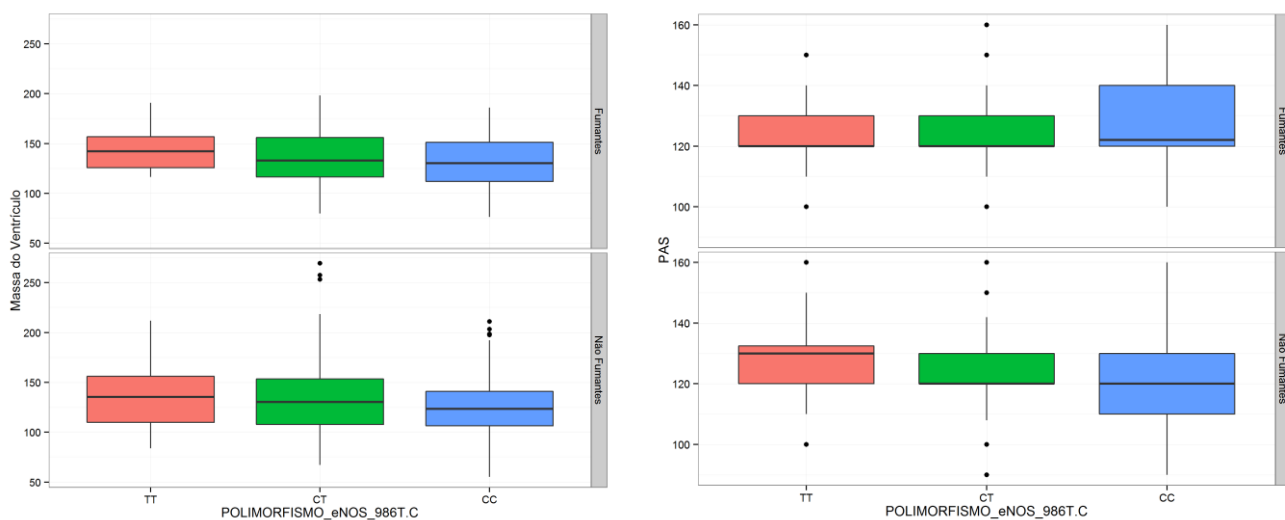 250
200
150
100
50
Fumantes
250
200
150
100
50
Não Fumantes
Massa do Ventrículo
TT CT CC
POLIMORFISMO_eNOS_986T.C
160
140
120
100
Fumantes
160
140
120
100
Não Fumantes
PAS
TT CT CC
POLIMORFISMO_eNOS_986T.C